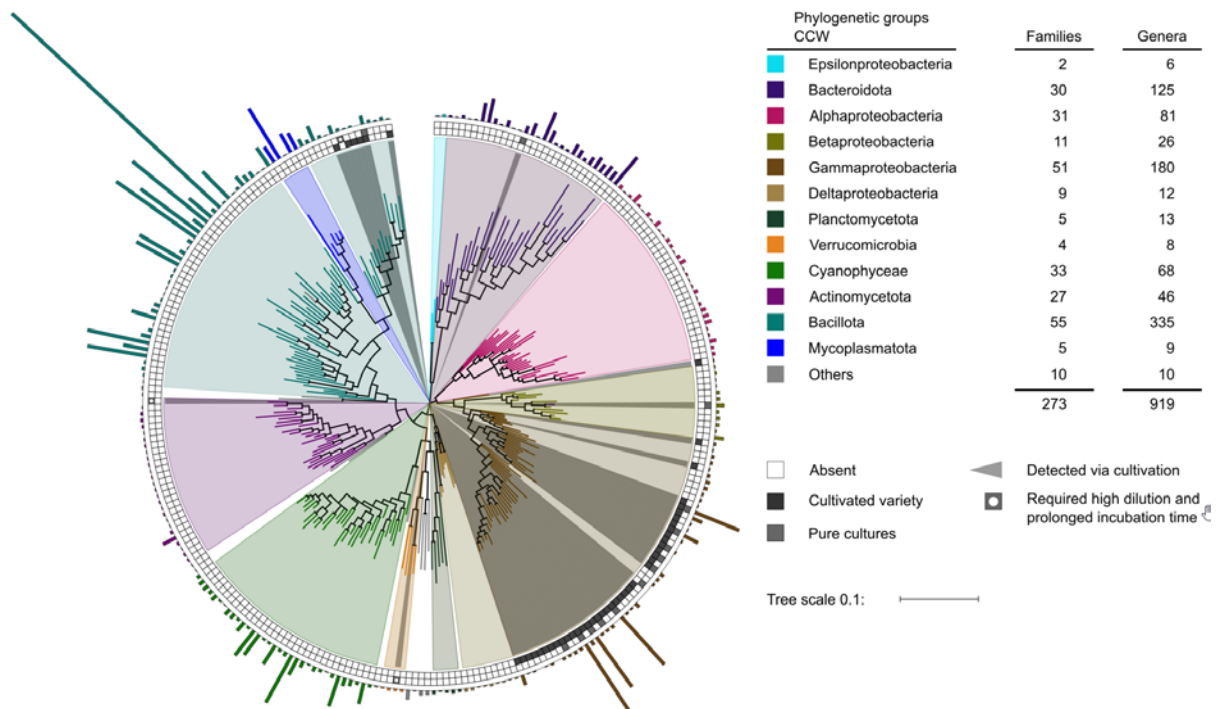 Phylogenetic groups
CCW Families Genera
Epsilonproteobacteria 2 6
Bacteroidota 30 125
Alphaproteobacteria 31 81
Betaproteobacteria 11 26
Gammaproteobacteria 51 180
Deltaproteobacteria 9 12
Planctomycetota 5 13
Verrucomicrobia 4 8
Cyanophyceae 33 68
Actinomycetota 27 46
Bacillota 55 335
Mycoplasmatota 5 9
Others 10 10
273 919
Absent
Cultivated variety
Pure cultures
Detected via cultivation
Required high dilution and
prolonged incubation time
Tree scale 0.1: